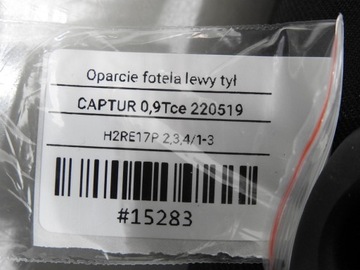 Oparcie fotela lewy tył
CAPTUR 0,9Tce 220519
H2RE17P 2,3,4/1-3
#15283